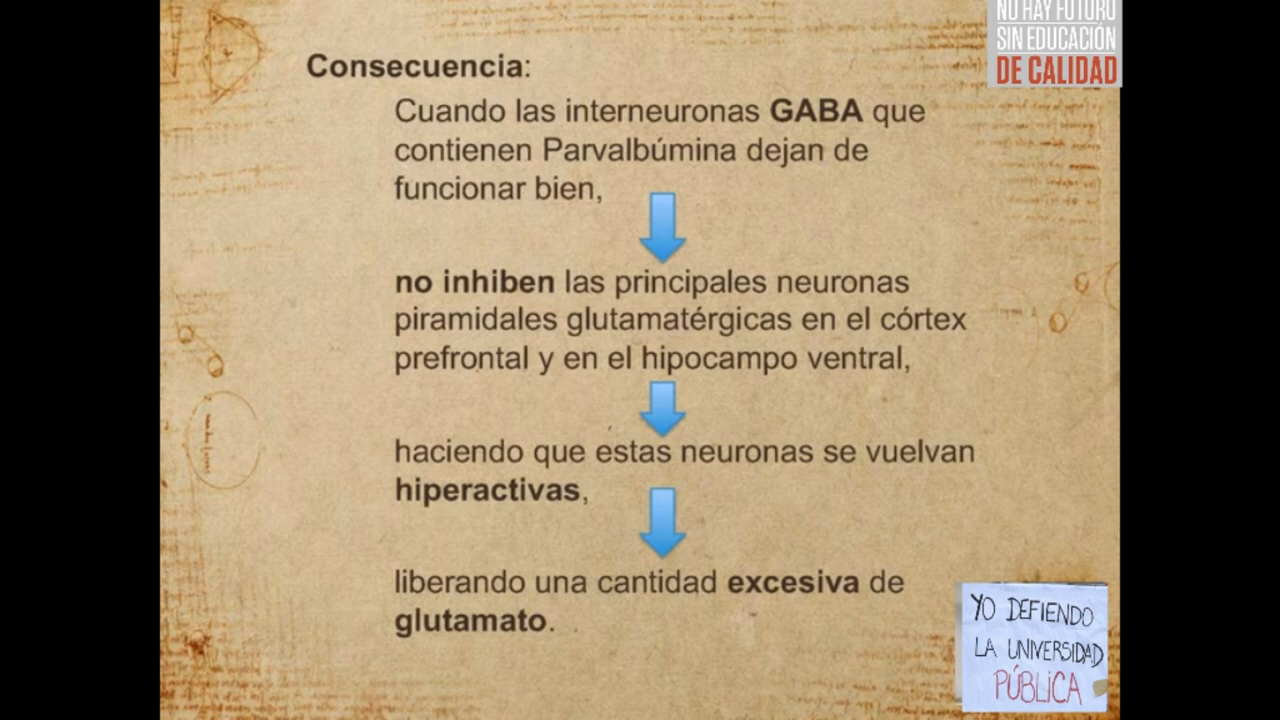 NO HAY FUTURO
SIN EDUCACIÓN
DE CALIDAD
Consecuencia:
Cuando las interneuronas GABA que
contienen Parvalbúmina dejan de
funcionar bien,
no inhiben las principales neuronas
piramidales glutamatérgicas en el córtex
prefrontal y en el hipocampo ventral,
haciendo que estas neuronas se vuelvan
hiperactivas,
liberando una cantidad excesiva de
glutamato.
YO DEFIENDO
LA UNIVERSIDAD
PÚBLICA